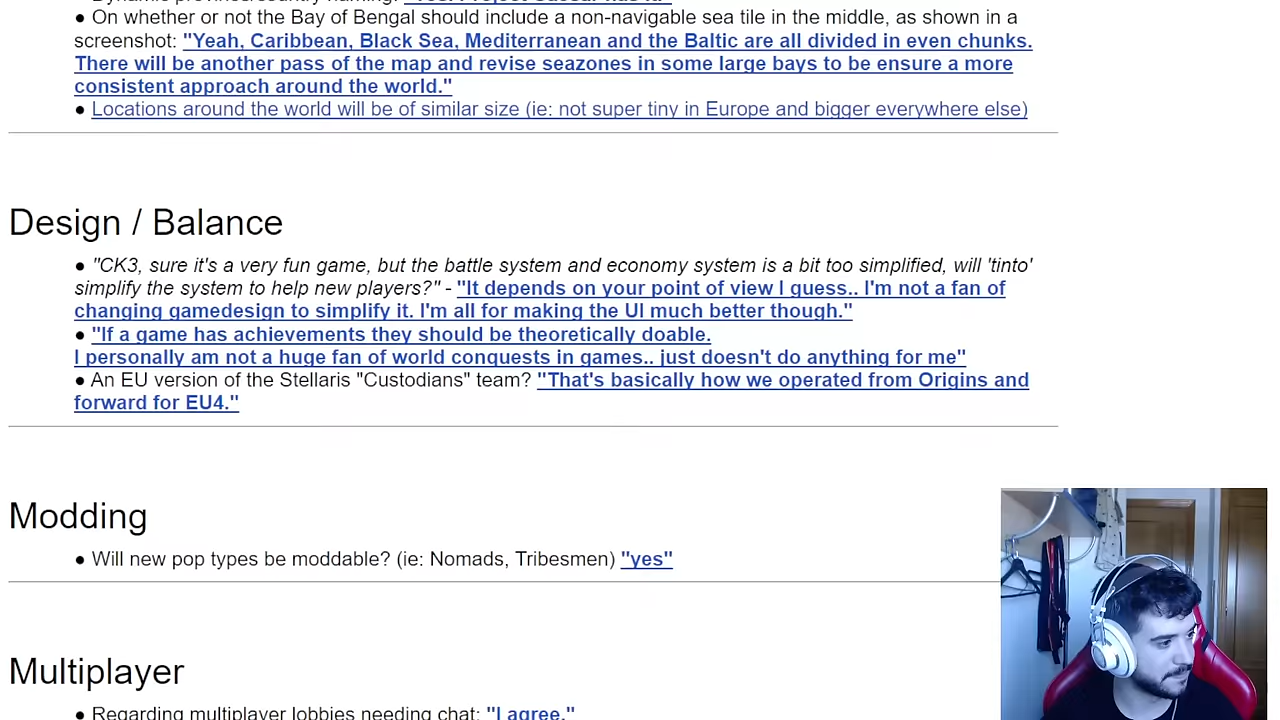 ● On whether or not the Bay of Bengal should include a non-navigable sea tile in the middle, as shown in a
screenshot: "Yeah, Caribbean, Black Sea, Mediterranean and the Baltic are all divided in even chunks.
There will be another pass of the map and revise seazones in some large bays to be ensure a more
consistent approach around the world."
● Locations around the world will be of similar size (ie: not super tiny in Europe and bigger everywhere else)
Design / Balance
● "CK3, sure it's a very fun game, but the battle system and economy system is a bit too simplified, will 'tinto'
simplify the system to help new players?" - "It depends on your point of view I guess.. I'm not a fan of
changing gamedesign to simplify it. I'm all for making the UI much better though."
● "If a game has achievements they should be theoretically doable.
I personally am not a huge fan of world conquests in games.. just doesn't do anything for me"
● An EU version of the Stellaris "Custodians" team? "That's basically how we operated from Origins and
forward for EU4."
Modding
● Will new pop types be moddable? (ie: Nomads, Tribesmen) "yes"
Multiplayer
● Regarding multiplayer lobbies needing chat: "I agree."